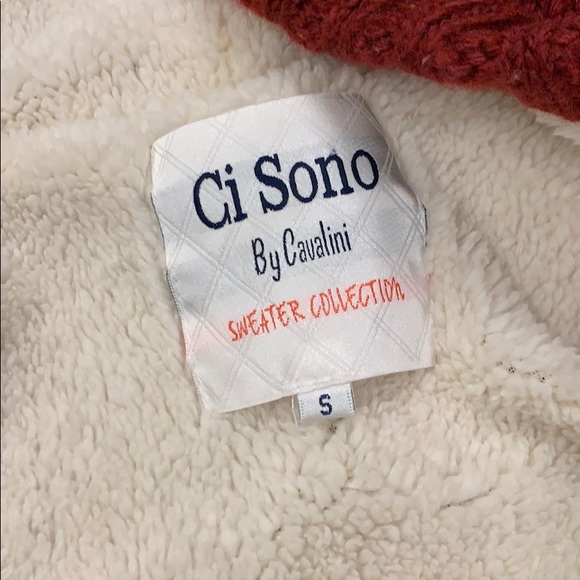 Ci Sono
By Cavalini
SWEATER COLLECTION
S